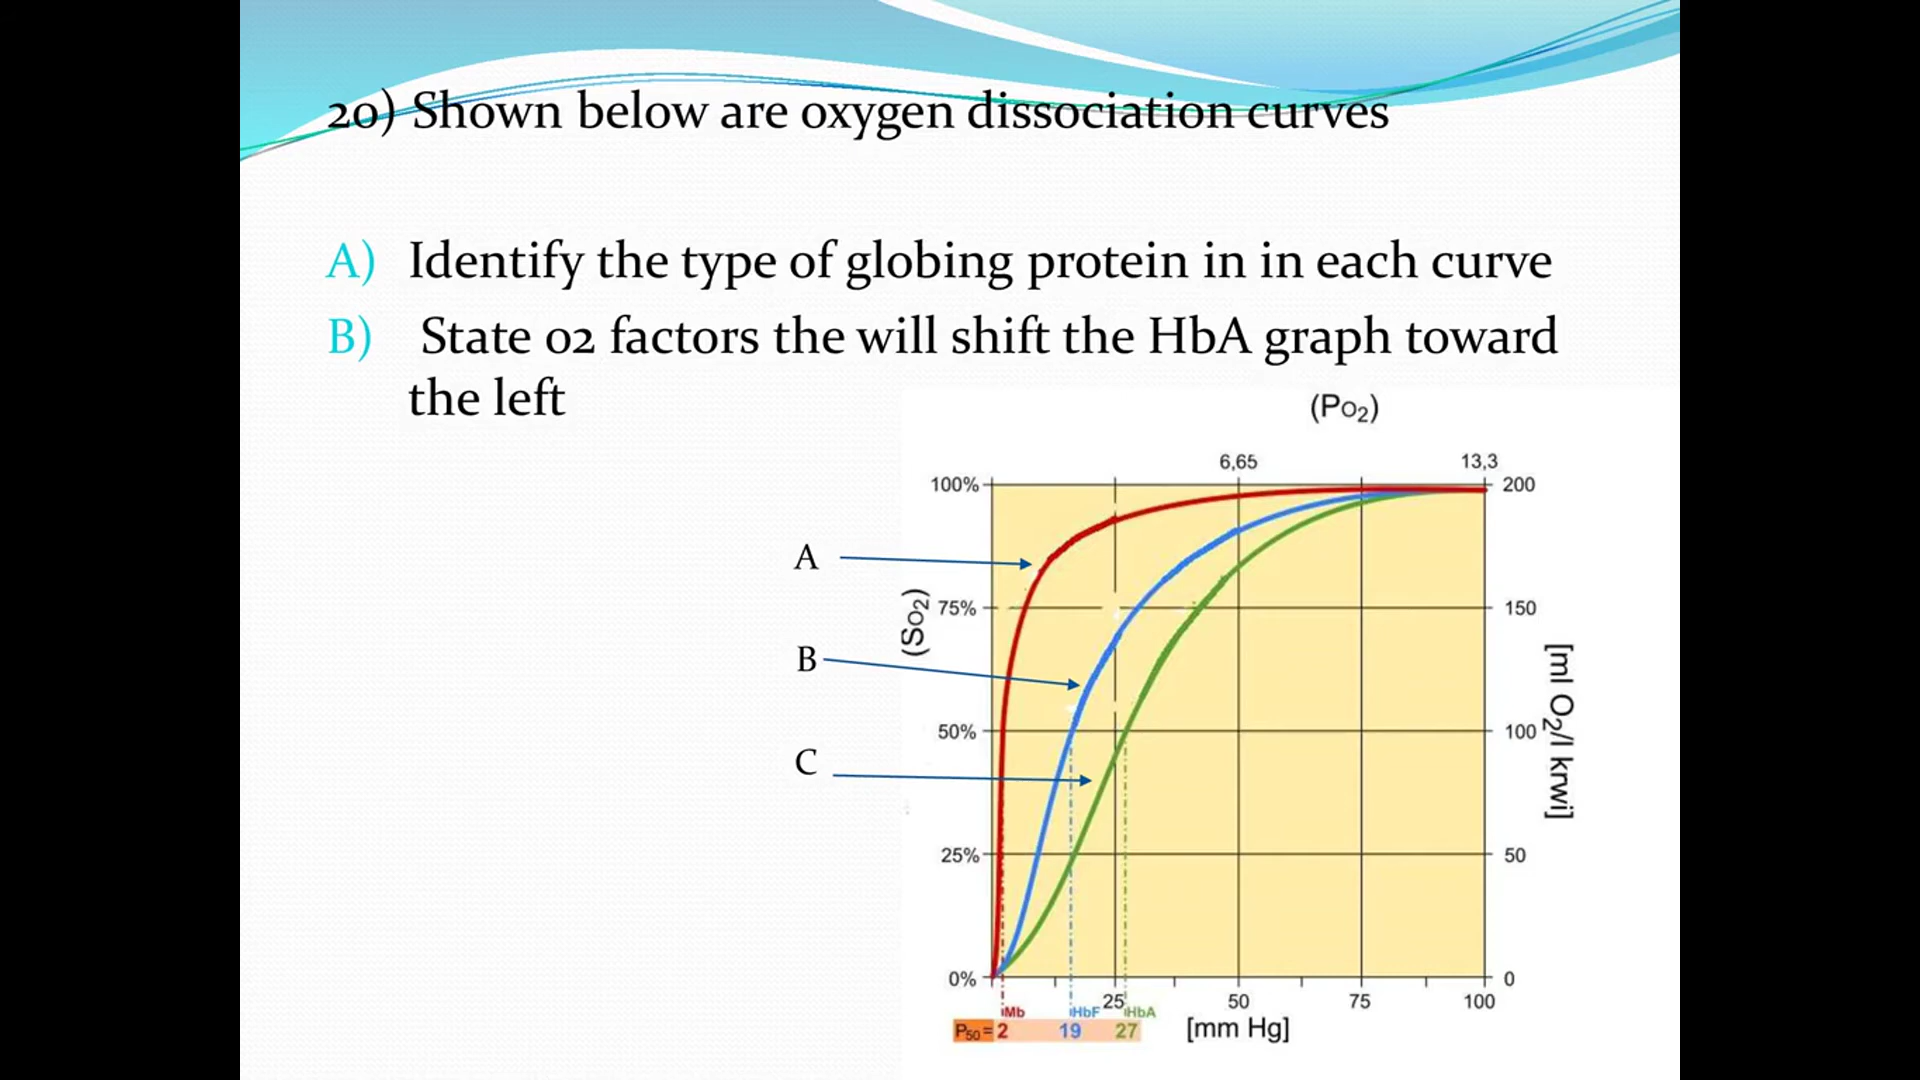 20) Shown below are oxygen dissociation curves
A) Identify the type of globing protein in in each curve
B) State 02 factors the will shift the HbA graph toward
the left
(PO₂)
6,65 13,3
100% 200
A
(SO₂)
75% 150
B
[ml O₂/l krwi]
50% 100
C
25% 50
0% 0
25 50 75 100
Mb HbF HbA
P₅₀= 2 19 27
[mm Hg]